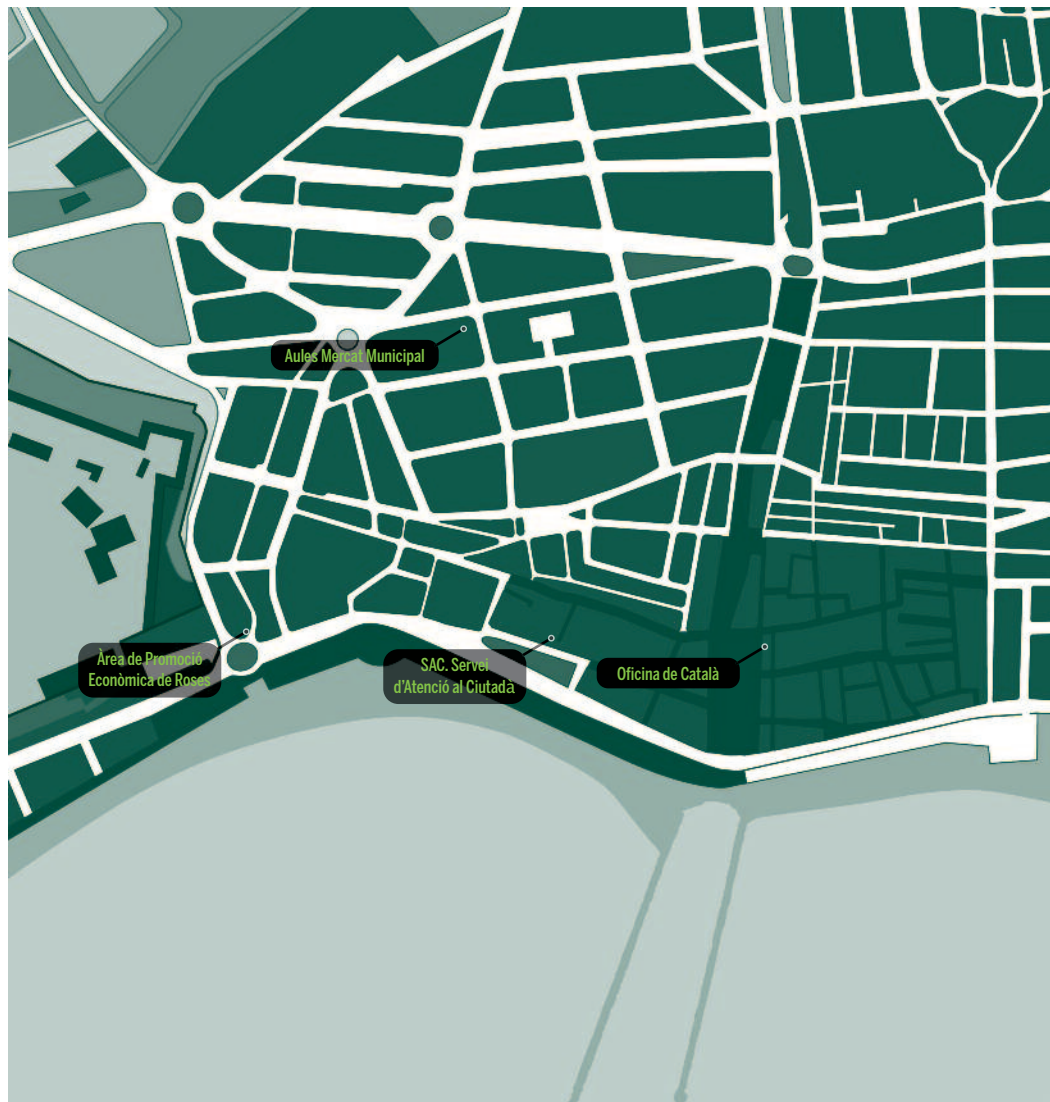 Aules Mercat Municipal
Àrea de Promoció
Econòmica de Roses
SAC. Servei
d'Atenció al Ciutadà
Oficina de Català